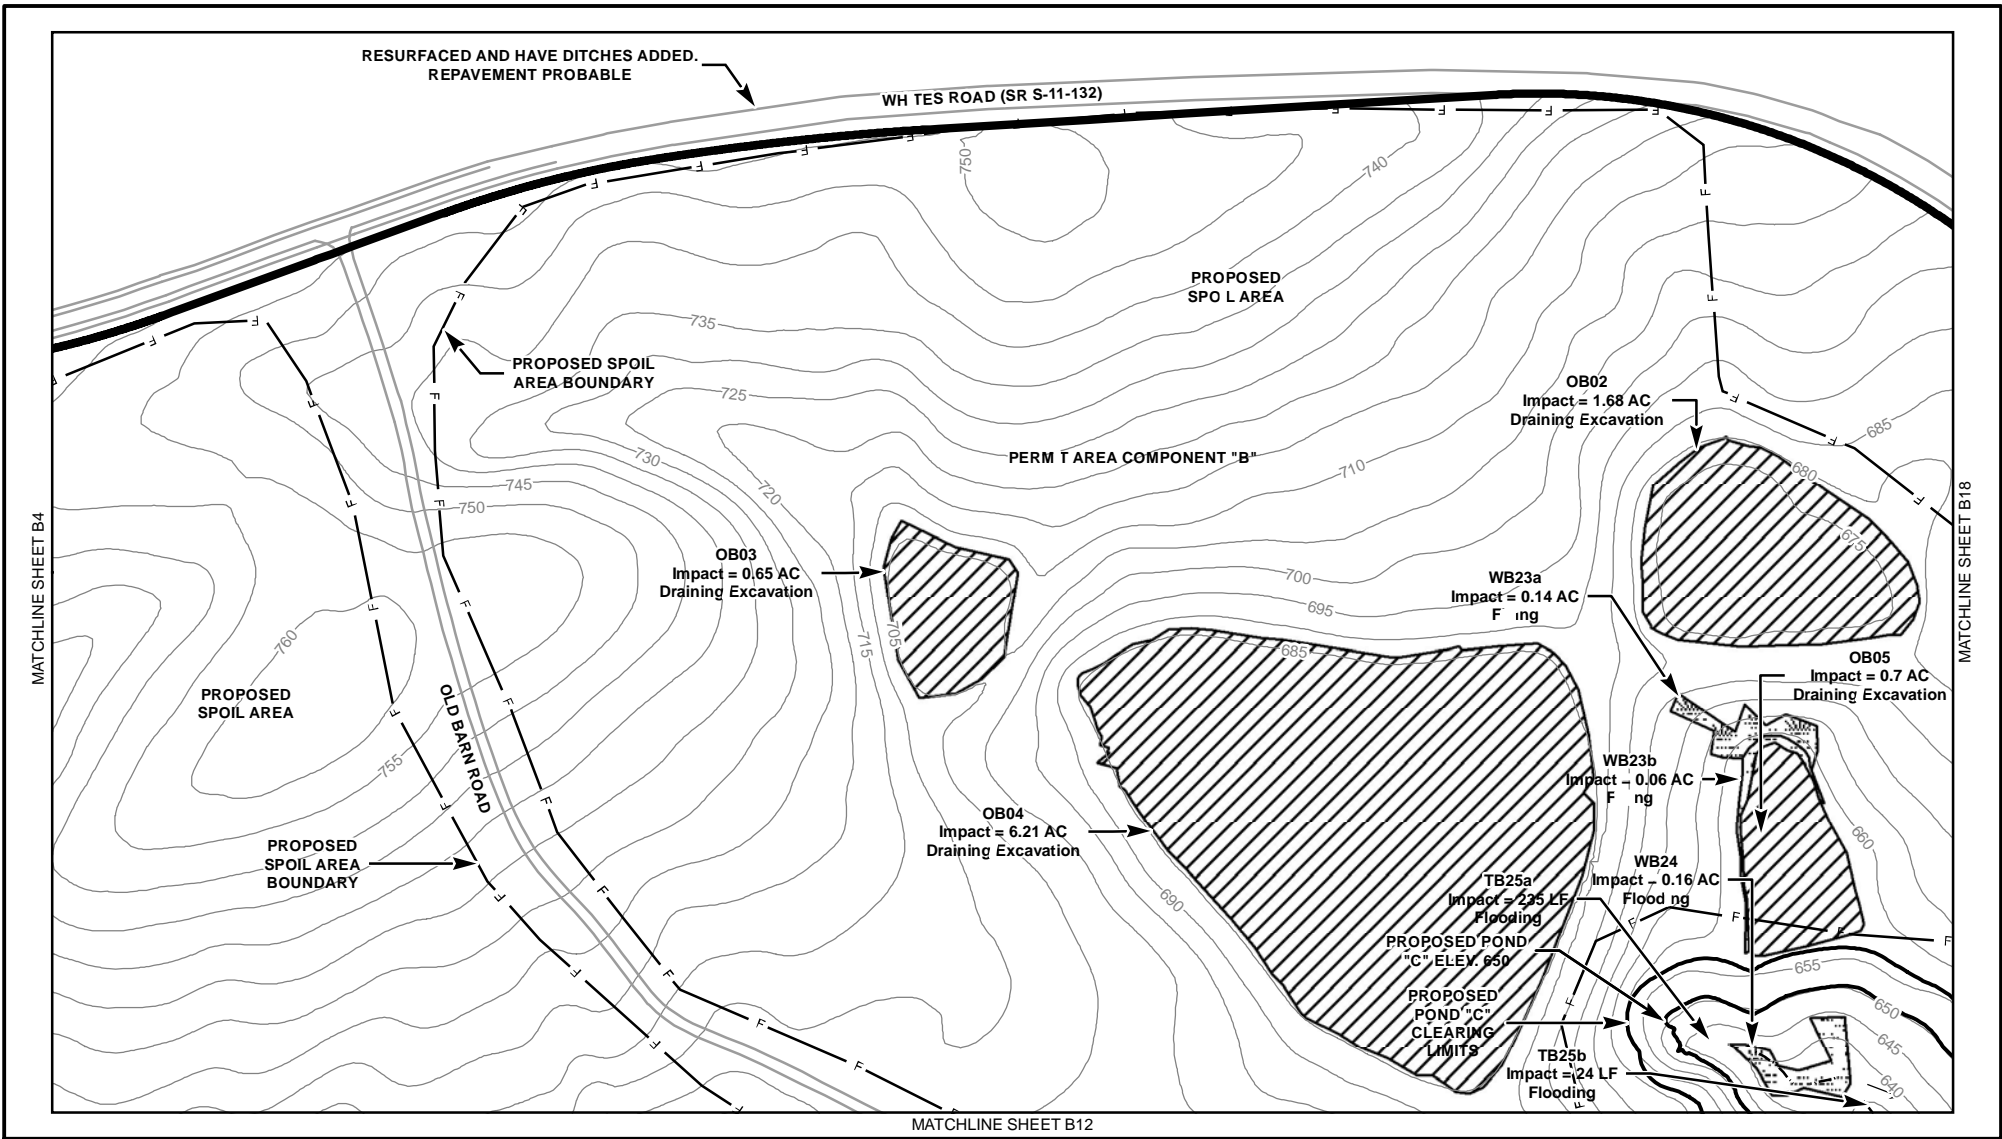 RESURFACED AND HAVE DITCHES ADDED.
REPAVEMENT PROBABLE
WH TES ROAD (SR S-11-132)
750
740
PROPOSED
SPO L AREA
735
PROPOSED SPOIL
AREA BOUNDARY
725
OB02
Impact = 1.68 AC
Draining Excavation
685
730
PERM T AREA COMPONENT "B"
710
680
745
750
720
675
MATCHLINE SHEET B4
MATCHLINE SHEET B18
OB03
Impact = 0.65 AC
Draining Excavation
700
695
WB23a
Impact = 0.14 AC
F ing
760
715
705
685
OB05
Impact = 0.7 AC
Draining Excavation
PROPOSED
SPOIL AREA
OLD BARN ROAD
755
WB23b
Impact = 0.06 AC
F ng
OB04
Impact = 6.21 AC
Draining Excavation
660
PROPOSED
SPOIL AREA
BOUNDARY
690
WB24
Impact = 0.16 AC
Flood ng
TB25a
Impact = 235 LF
Flooding
PROPOSED POND
"C" ELEV. 650
655
650
PROPOSED
POND "C"
CLEARING
LIMITS
645
640
TB25b
Impact = 24 LF
Flooding
MATCHLINE SHEET B12